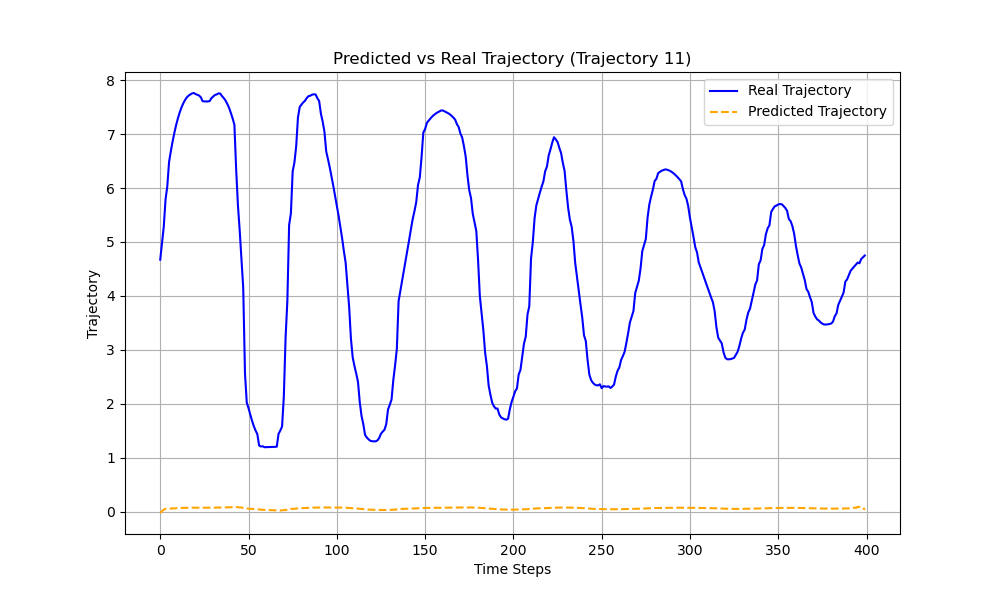 Predicted vs Real Trajectory (Trajectory 11)
Real Trajectory
Predicted Trajectory
Trajectory
8
7
6
5
4
3
2
1
0
0 50 100 150 200 250 300 350 400
Time Steps